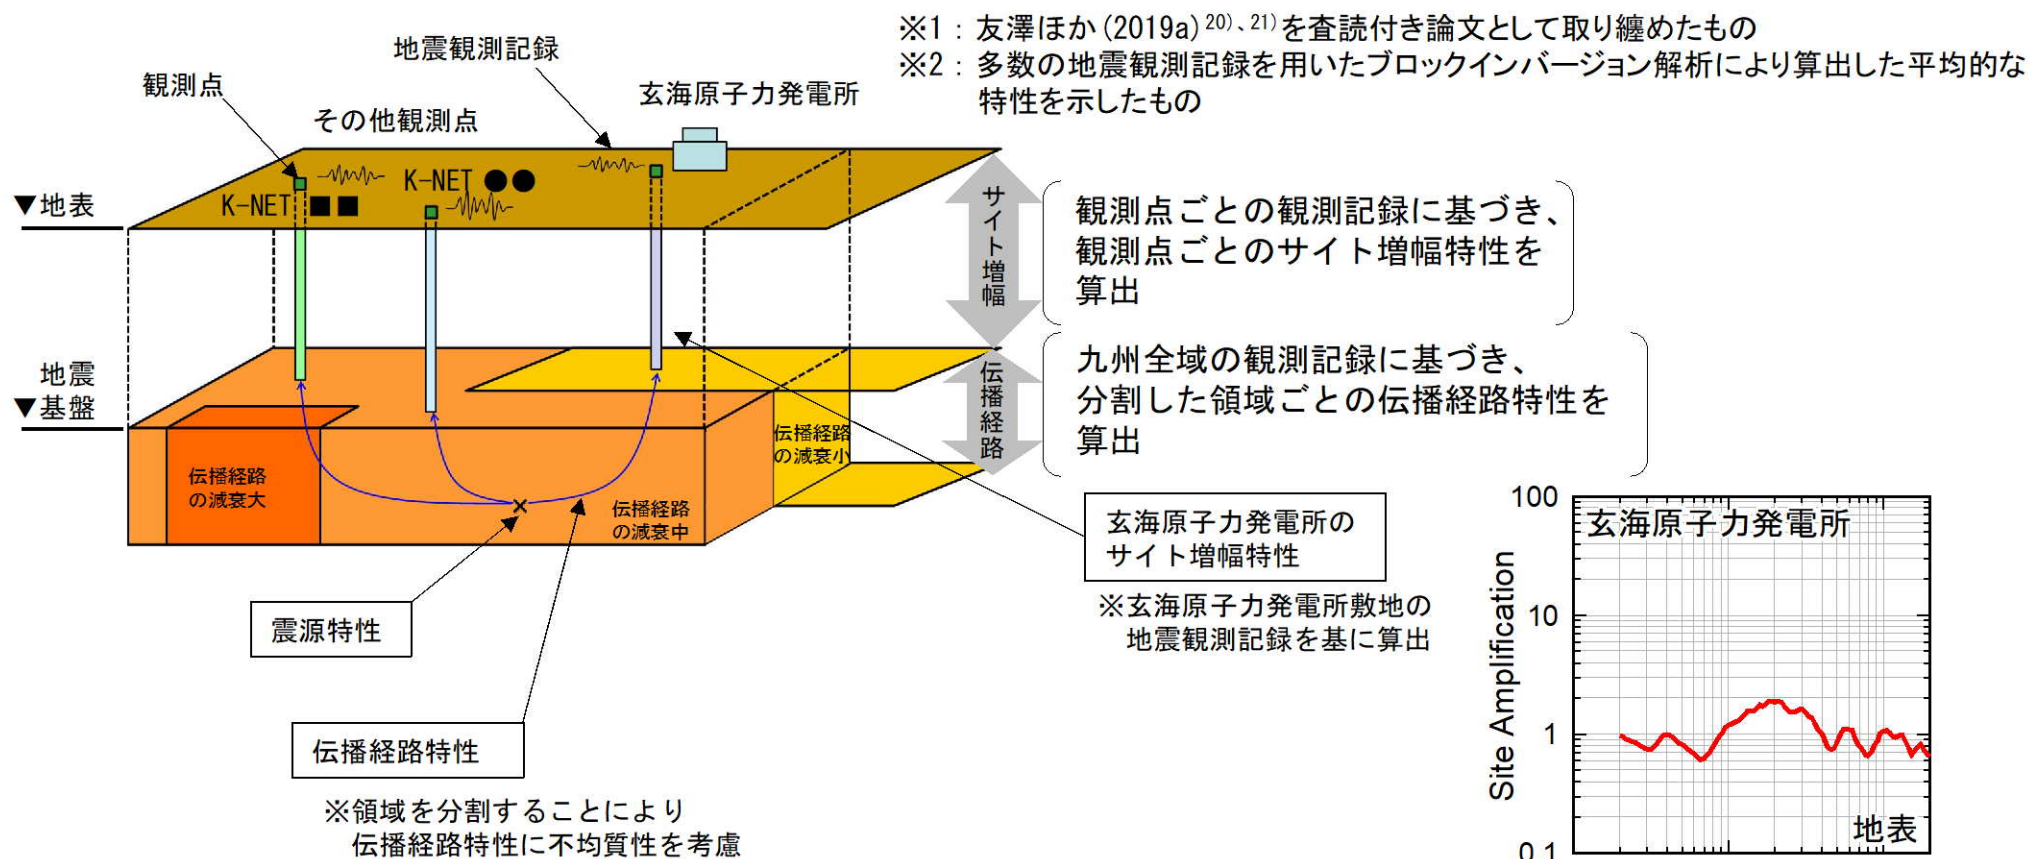 ※1：友澤ほか(2019a)20)、21)を査読付き論文として取り纏めたもの
※2：多数の地震観測記録を用いたブロックインバージョン解析により算出した平均的な
特性を示したもの
地震観測記録
観測点
玄海原子力発電所
その他観測点
K-NET ●●
K-NET ■■
▼地表
サイト増幅
観測点ごとの観測記録に基づき、
観測点ごとのサイト増幅特性を
算出
地震
▼基盤
伝播経路
九州全域の観測記録に基づき、
分割した領域ごとの伝播経路特性を
算出
伝播経路
の減衰小
伝播経路
の減衰大
伝播経路
の減衰中
玄海原子力発電所の
サイト増幅特性
※玄海原子力発電所敷地の
地震観測記録を基に算出
震源特性
伝播経路特性
※領域を分割することにより
伝播経路特性に不均質性を考慮
100
玄海原子力発電所
10
Site Amplification
1
地表
0.1